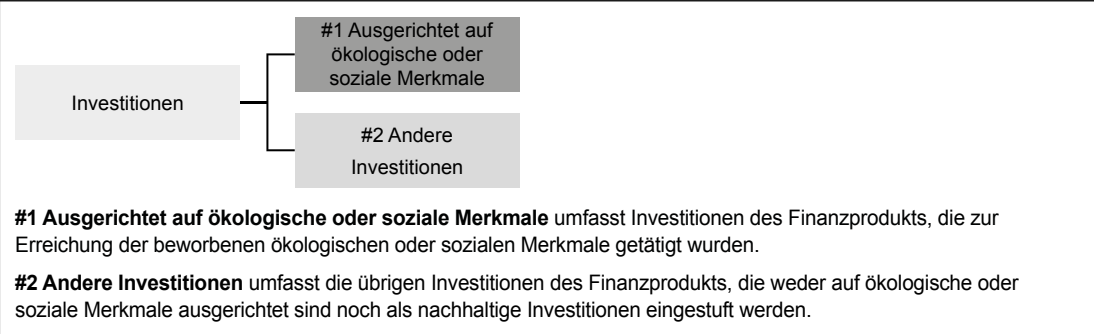 #1 Ausgerichtet auf
ökologische oder
soziale Merkmale
Investitionen
#2 Andere
Investitionen
#1 Ausgerichtet auf ökologische oder soziale Merkmale umfasst Investitionen des Finanzprodukts, die zur
Erreichung der beworbenen ökologischen oder sozialen Merkmale getätigt wurden.
#2 Andere Investitionen umfasst die übrigen Investitionen des Finanzprodukts, die weder auf ökologische oder
soziale Merkmale ausgerichtet sind noch als nachhaltige Investitionen eingestuft werden.